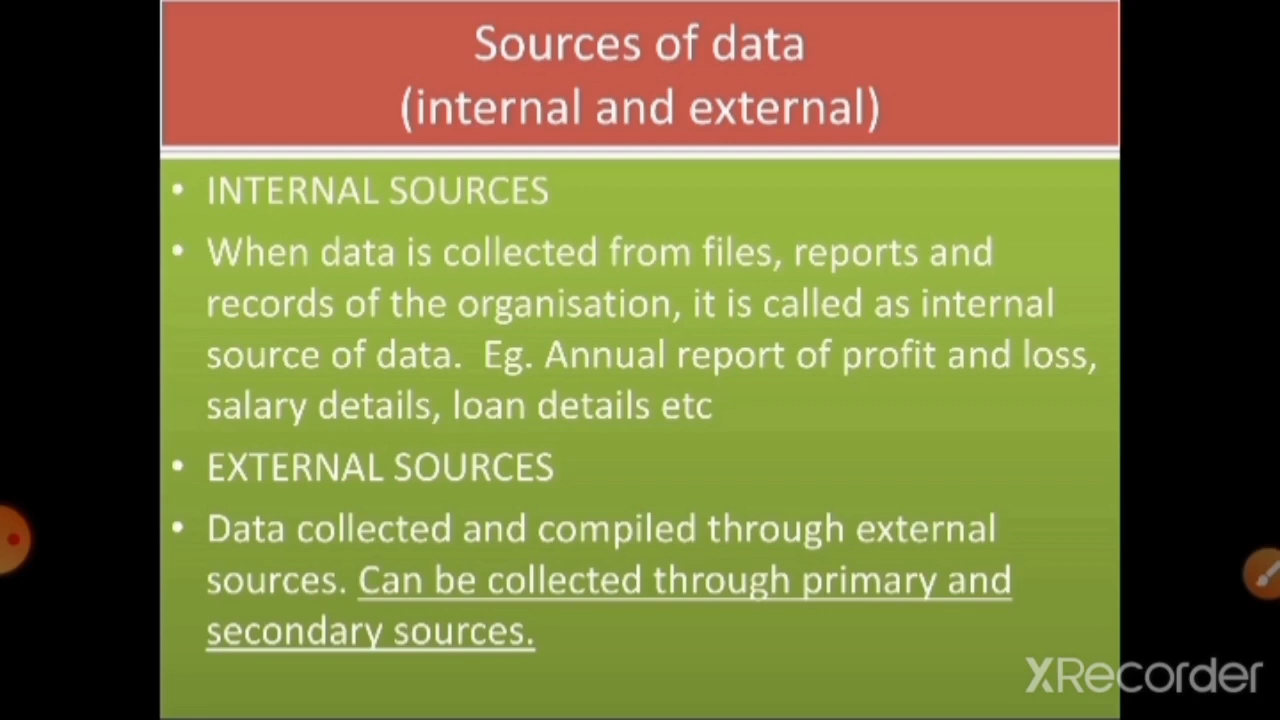 Sources of data
(internal and external)
• INTERNAL SOURCES
• When data is collected from files, reports and
records of the organisation, it is called as internal
source of data. Eg. Annual report of profit and loss,
salary details, loan details etc
• EXTERNAL SOURCES
• Data collected and compiled through external
sources. Can be collected through primary and
secondary sources.
XRecorder